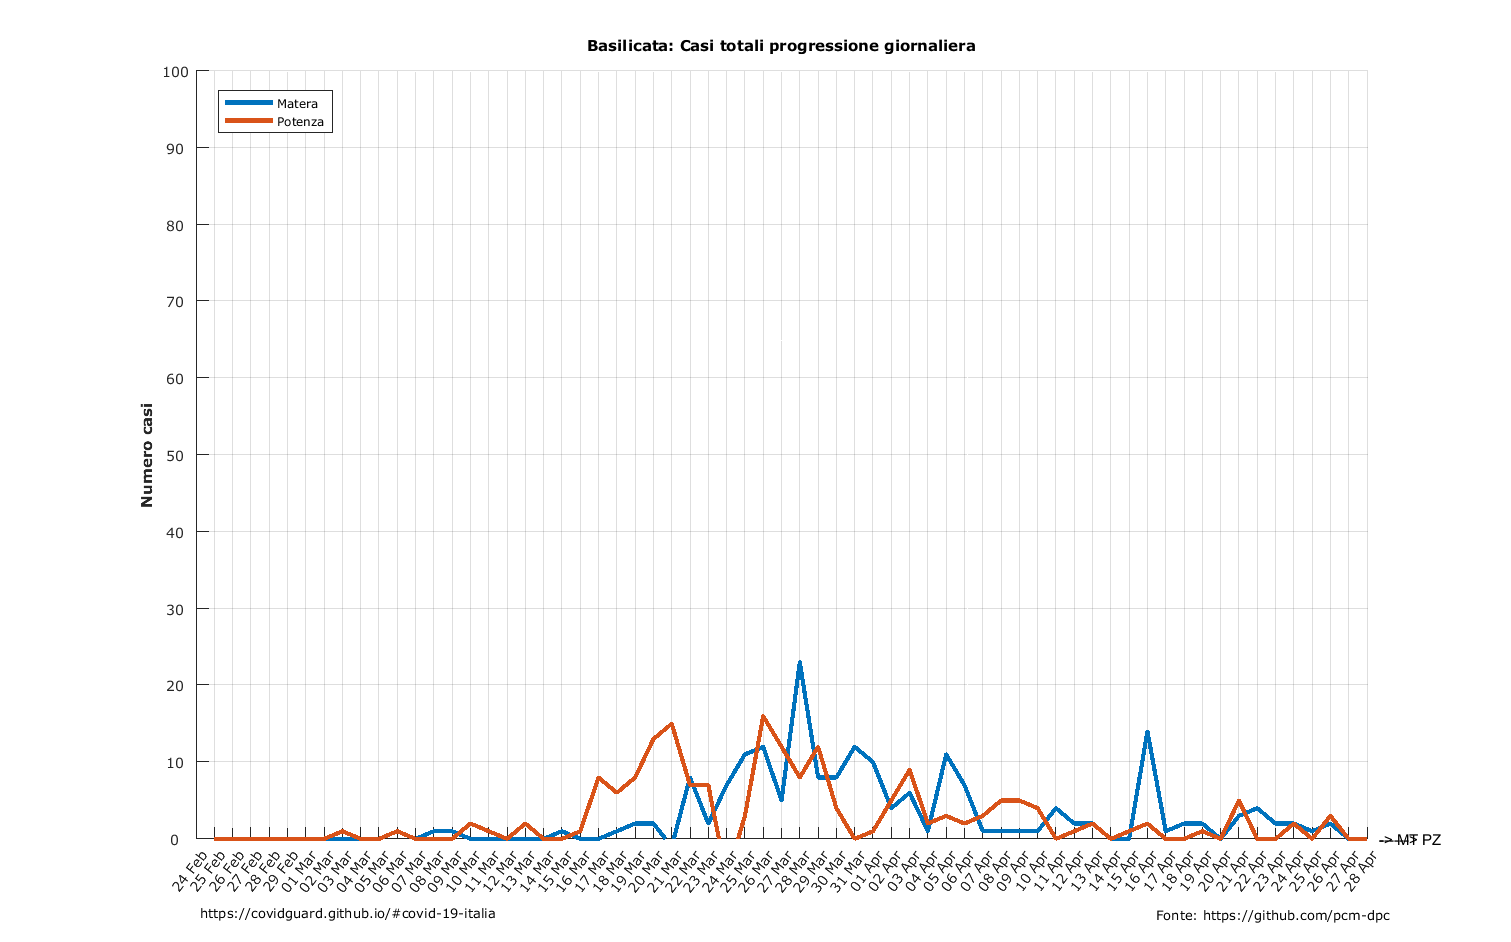 Basilicata: Casi totali progressione giornaliera
Matera
Potenza
Numero casi
100
90
80
70
60
50
40
30
20
10
0
24 Feb
25 Feb
26 Feb
27 Feb
28 Feb
29 Feb
01 Mar
02 Mar
03 Mar
04 Mar
05 Mar
06 Mar
07 Mar
08 Mar
09 Mar
10 Mar
11 Mar
12 Mar
13 Mar
14 Mar
15 Mar
16 Mar
17 Mar
18 Mar
19 Mar
20 Mar
21 Mar
22 Mar
23 Mar
24 Mar
25 Mar
26 Mar
27 Mar
28 Mar
29 Mar
30 Mar
31 Mar
01 Apr
02 Apr
03 Apr
04 Apr
05 Apr
06 Apr
07 Apr
08 Apr
09 Apr
10 Apr
11 Apr
12 Apr
13 Apr
14 Apr
15 Apr
16 Apr
17 Apr
18 Apr
19 Apr
20 Apr
21 Apr
22 Apr
23 Apr
24 Apr
25 Apr
26 Apr
27 Apr
28 Apr
MT PZ
https://covidguard.github.io/#covid-19-italia
Fonte: https://github.com/pcm-dpc